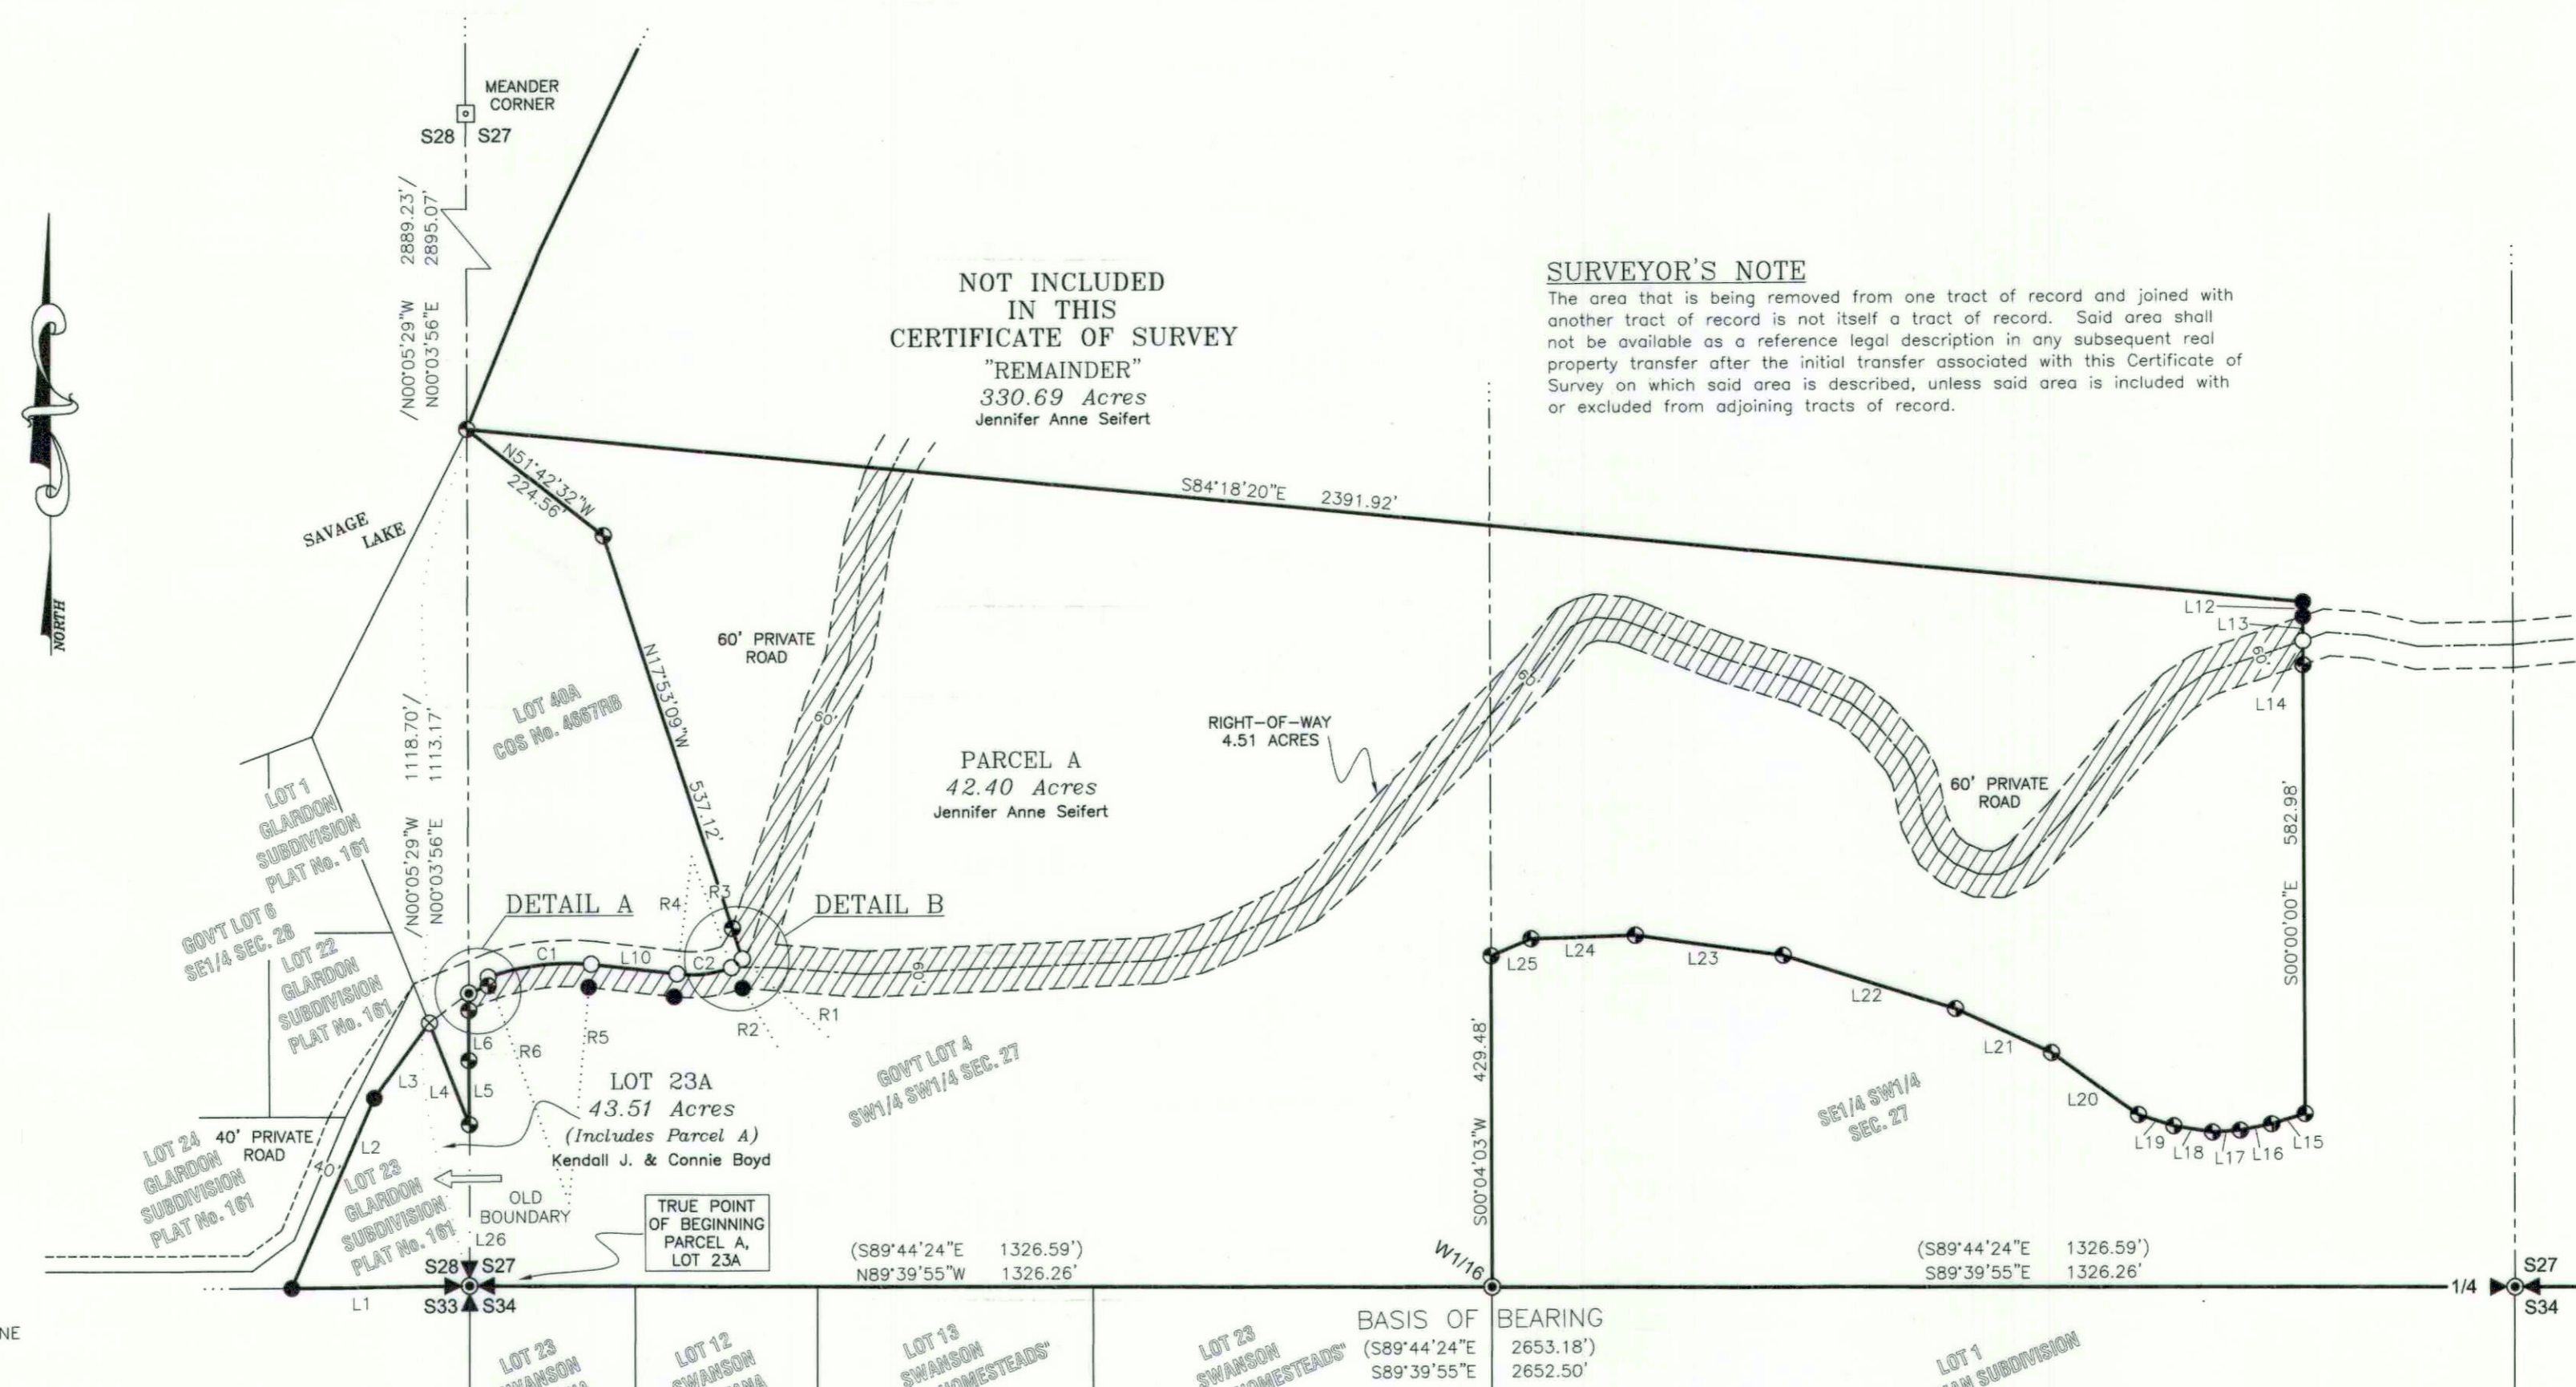 MEANDER
CORNER
S28
S27
/N00°05'29"W 2889.23'/
N00°03'56"E 2895.07'
NOT INCLUDED
IN THIS
CERTIFICATE OF SURVEY
"REMAINDER"
330.69 Acres
Jennifer Anne Seifert
SURVEYOR'S NOTE
The area that is being removed from one tract of record and joined with
another tract of record is not itself a tract of record. Said area shall
not be available as a reference legal description in any subsequent real
property transfer after the initial transfer associated with this Certificate of
Survey on which said area is described, unless said area is included with
or excluded from adjoining tracts of record.
NORTH
SAVAGE
LAKE
N51°42'32"W
224.56'
S84°18'20"E 2391.92'
L12
L13
60'
L14
60' PRIVATE
ROAD
60'
N17°53'09"W 537.12'
LOT 40A
COS No. 4667RB
/N00°05'29"W 1118.70'/
N00°03'56"E 1113.17'
PARCEL A
42.40 Acres
Jennifer Anne Seifert
RIGHT-OF-WAY
4.51 ACRES
60'
60' PRIVATE
ROAD
S00°00'00"E 582.98'
LOT 1
GLARDON
SUBDIVISION
PLAT No. 161
GOV'T LOT 6
SE1/4 SEC. 28
LOT 22
GLARDON
SUBDIVISION
PLAT No. 161
DETAIL A
R4
R3
DETAIL B
C1
L10
C2
60'
R1
R2
R5
R6
L6
L5
L4
L3
L2
GOV'T LOT 4
SW1/4 SW1/4 SEC. 27
LOT 23A
43.51 Acres
(Includes Parcel A)
Kendall J. & Connie Boyd
L25
L24
L23
L22
L21
L20
L19
L18
L17
L16
L15
S00°04'03"W 429.48'
SE1/4 SW1/4
SEC. 27
40' PRIVATE
ROAD
40'
LOT 24
GLARDON
SUBDIVISION
PLAT No. 161
LOT 23
GLARDON
SUBDIVISION
PLAT No. 161
OLD
BOUNDARY
L26
TRUE POINT
OF BEGINNING
PARCEL A,
LOT 23A
(S89°44'24"E 1326.59')
N89°39'55"W 1326.26'
W1/16
(S89°44'24"E 1326.59')
S89°39'55"E 1326.26'
S28
S27
S33
S34
L1
1/4
S27
S34
NE
BASIS OF BEARING
(S89°44'24"E 2653.18')
S89°39'55"E 2652.50'
LOT 23
SWANSON
LOT 12
SWANSON
LOT 13
SWANSON
HOMESTEADS"
LOT 23
SWANSON
HOMESTEADS"
LOT 1
SUBDIVISION